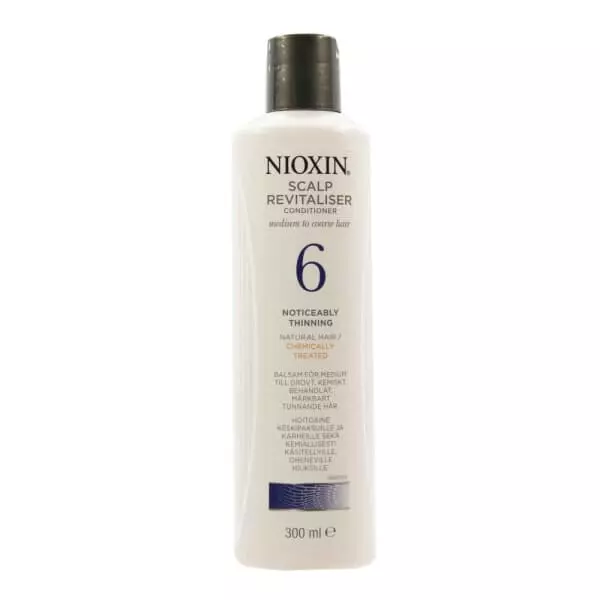 NIOXIN®
SCALP
REVITALISER
CONDITIONER
medium to coarse hair
6
NOTICEABLY
THINNING
NATURAL HAIR /
CHEMICALLY
TREATED
BALSAM FÖR MEDIUM
TILL GROVT, KEMISKT
BEHANDLAT,
MÄRKBART
TUNNANDE HÅR.
HOITOAINE
KESKIPAKSUILLE JA
KARHEILLE SEKÄ
KEMIALLISESTI
KÄSITELLYILLE,
OHENEVILLE
HIUKSILLE.
300 ml ℮